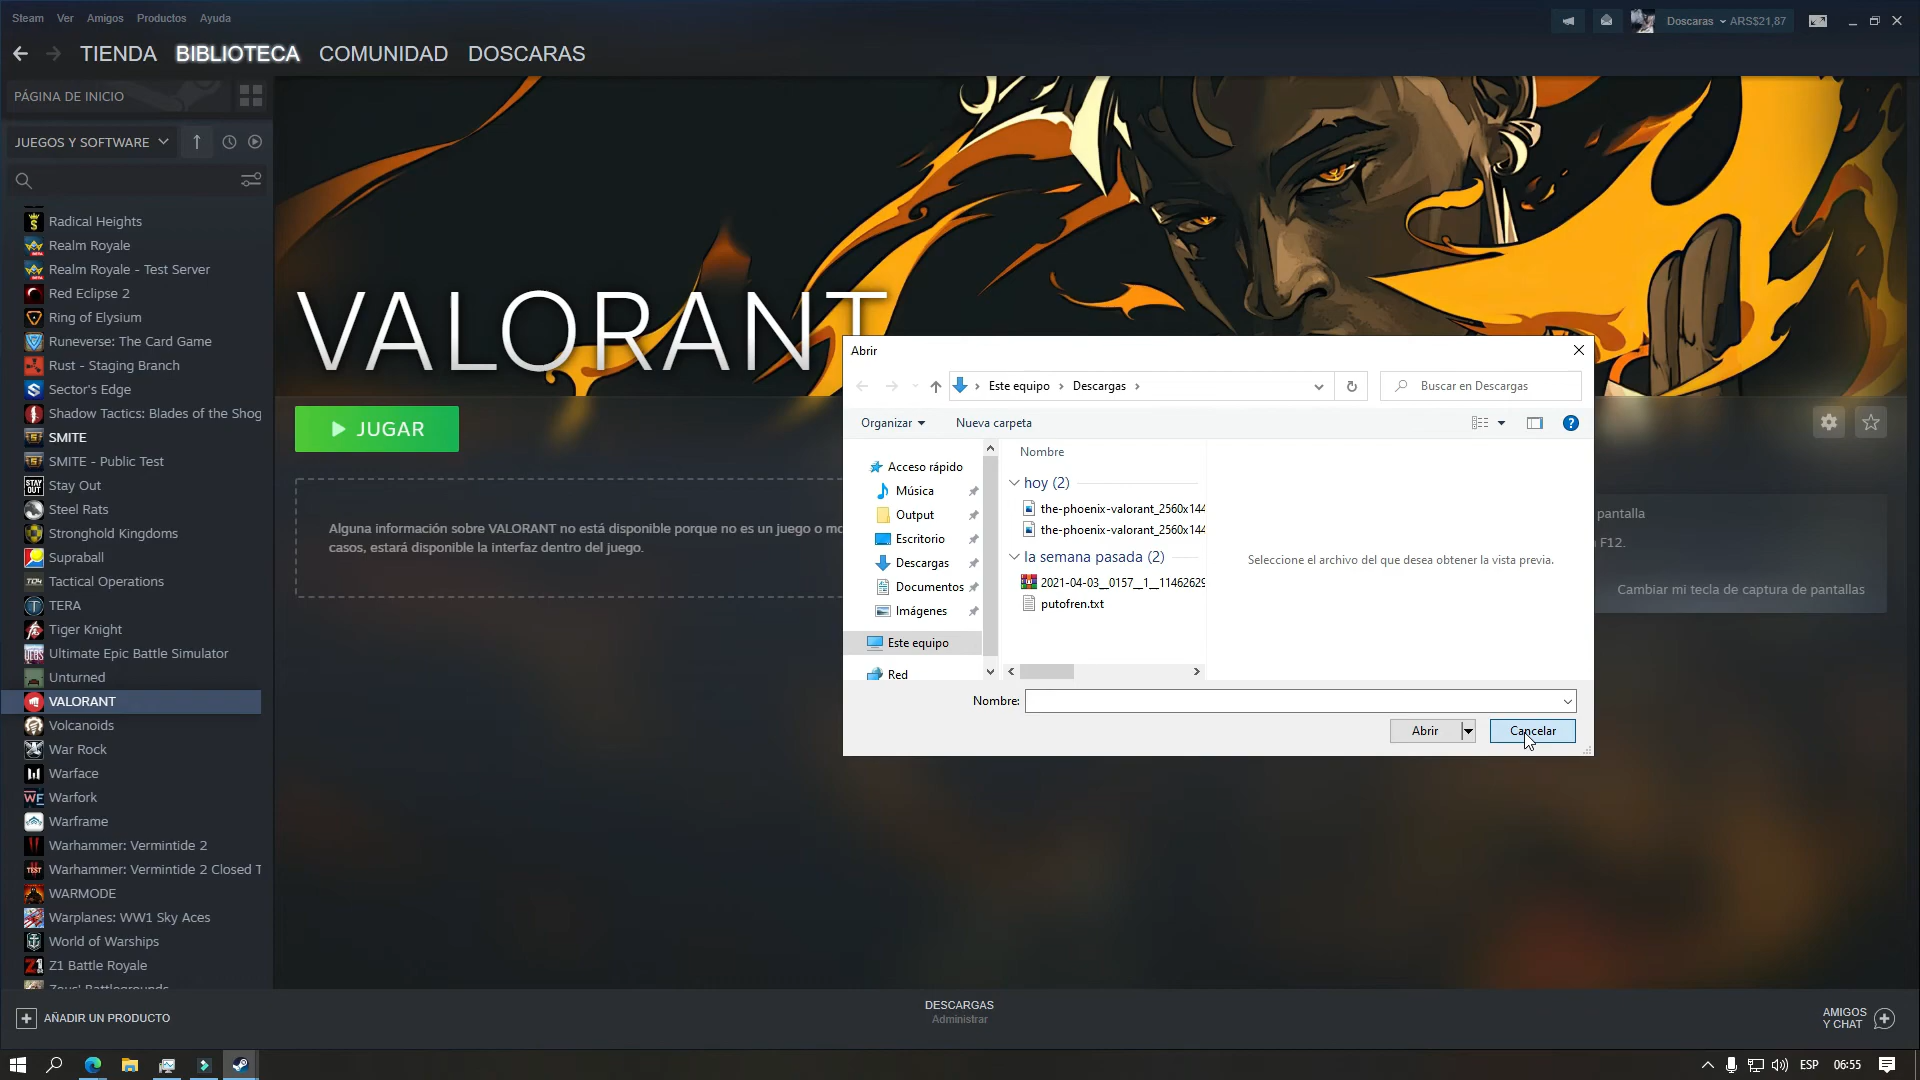 Steam Ver Amigos Productos Ayuda
Doscaras ARS$21,87
TIENDA BIBLIOTECA COMUNIDAD DOSCARAS
PÁGINA DE INICIO
JUEGOS Y SOFTWARE
Radical Heights
Realm Royale
Realm Royale - Test Server
Red Eclipse 2
Ring of Elysium
Runeverse: The Card Game
Rust - Staging Branch
Sector's Edge
Shadow Tactics: Blades of the Shog
SMITE
SMITE - Public Test
Stay Out
Steel Rats
Stronghold Kingdoms
Supraball
Tactical Operations
TERA
Tiger Knight
Ultimate Epic Battle Simulator
Unturned
VALORANT
Volcanoids
War Rock
Warface
Warfork
Warframe
Warhammer: Vermintide 2
Warhammer: Vermintide 2 Closed T
WARMODE
Warplanes: WW1 Sky Aces
World of Warships
Z1 Battle Royale
AÑADIR UN PRODUCTO
VALORANT
JUGAR
Alguna información sobre VALORANT no está disponible porque no es un juego o mo
casos, estará disponible la interfaz dentro del juego.
pantalla
F12.
Cambiar mi tecla de captura de pantallas
Abrir
Este equipo Descargas
Buscar en Descargas
Organizar Nueva carpeta
Acceso rápido
Música
Output
Escritorio
Descargas
Documentos
Imágenes
Este equipo
Red
Nombre
hoy (2)
the-phoenix-valorant_2560x144
the-phoenix-valorant_2560x144
la semana pasada (2)
2021-04-03__0157__1__11462629
putofren.txt
Seleccione el archivo del que desea obtener la vista previa.
Nombre:
Abrir Cancelar
DESCARGAS
Administrar
AMIGOS
Y CHAT
ESP 06:55